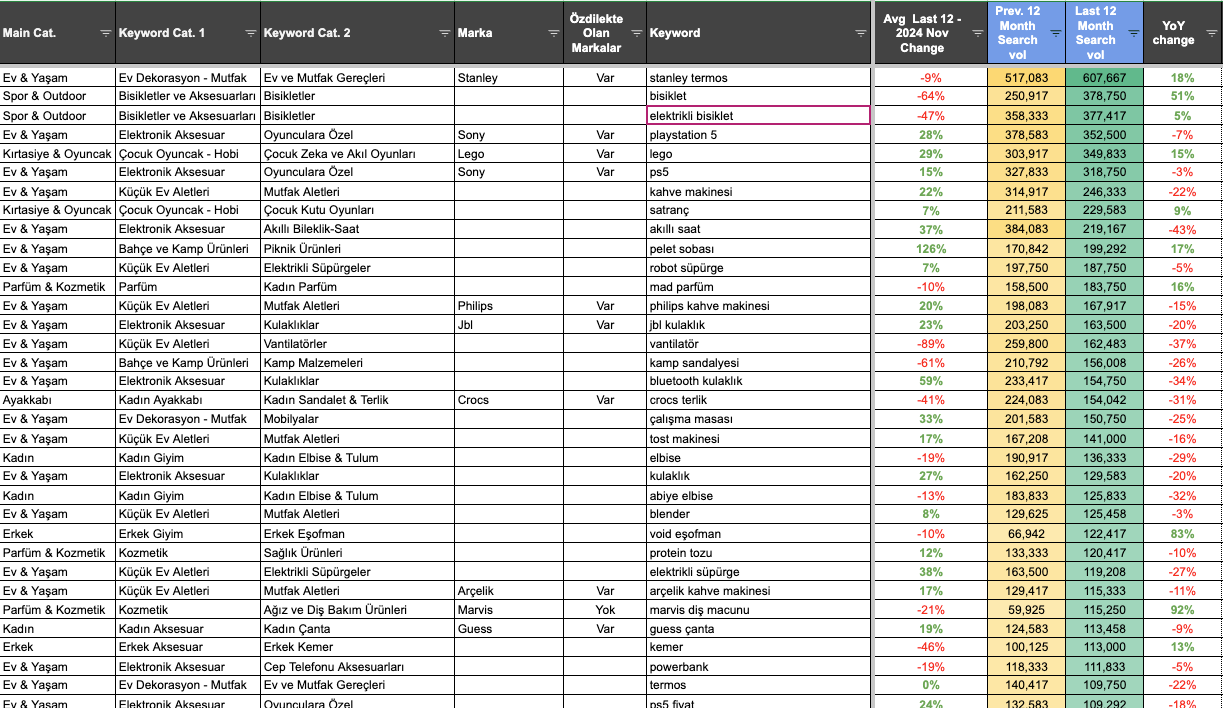 Main Cat. Keyword Cat. 1 Keyword Cat. 2 Marka Özdilekte Olan Markalar Keyword Avg Last 12 - 2024 Nov Change Prev. 12 Month Search vol Last 12 Month Search vol YoY change
Ev & Yaşam Ev Dekorasyon - Mutfak Ev ve Mutfak Gereçleri Stanley Var stanley termos -9% 517,083 607,667 18%
Spor & Outdoor Bisikletler ve Aksesuarları Bisikletler bisiklet -64% 250,917 378,750 51%
Spor & Outdoor Bisikletler ve Aksesuarları Bisikletler elektrikli bisiklet -47% 358,333 377,417 5%
Ev & Yaşam Elektronik Aksesuar Oyunculara Özel Sony Var playstation 5 28% 378,583 352,500 -7%
Kırtasiye & Oyuncak Çocuk Oyuncak - Hobi Çocuk Zeka ve Akıl Oyunları Lego Var lego 29% 303,917 349,833 15%
Ev & Yaşam Elektronik Aksesuar Oyunculara Özel Sony Var ps5 15% 327,833 318,750 -3%
Ev & Yaşam Küçük Ev Aletleri Mutfak Aletleri kahve makinesi 22% 314,917 246,333 -22%
Kırtasiye & Oyuncak Çocuk Oyuncak - Hobi Çocuk Kutu Oyunları satranç 7% 211,583 229,583 9%
Ev & Yaşam Elektronik Aksesuar Akıllı Bileklik-Saat akıllı saat 37% 384,083 219,167 -43%
Ev & Yaşam Bahçe ve Kamp Ürünleri Piknik Ürünleri pelet sobası 126% 170,842 199,292 17%
Ev & Yaşam Küçük Ev Aletleri Elektrikli Süpürgeler robot süpürge 7% 197,750 187,750 -5%
Parfüm & Kozmetik Parfüm Kadın Parfüm mad parfüm -10% 158,500 183,750 16%
Ev & Yaşam Küçük Ev Aletleri Mutfak Aletleri Philips Var philips kahve makinesi 20% 198,083 167,917 -15%
Ev & Yaşam Elektronik Aksesuar Kulaklıklar Jbl Var jbl kulaklık 23% 203,250 163,500 -20%
Ev & Yaşam Küçük Ev Aletleri Vantilatörler vantilatör -89% 259,800 162,483 -37%
Ev & Yaşam Bahçe ve Kamp Ürünleri Kamp Malzemeleri kamp sandalyesi -61% 210,792 156,008 -26%
Ev & Yaşam Elektronik Aksesuar Kulaklıklar bluetooth kulaklık 59% 233,417 154,750 -34%
Ayakkabı Kadın Ayakkabı Kadın Sandalet & Terlik Crocs Var crocs terlik -41% 224,083 154,042 -31%
Ev & Yaşam Ev Dekorasyon - Mutfak Mobilyalar çalışma masası 33% 201,583 150,750 -25%
Ev & Yaşam Küçük Ev Aletleri Mutfak Aletleri tost makinesi 17% 167,208 141,000 -16%
Kadın Kadın Giyim Kadın Elbise & Tulum elbise -19% 190,917 136,333 -29%
Ev & Yaşam Elektronik Aksesuar Kulaklıklar kulaklık 27% 162,250 129,583 -20%
Kadın Kadın Giyim Kadın Elbise & Tulum abiye elbise -13% 183,833 125,833 -32%
Ev & Yaşam Küçük Ev Aletleri Mutfak Aletleri blender 8% 129,625 125,458 -3%
Erkek Erkek Giyim Erkek Eşofman void eşofman -10% 66,942 122,417 83%
Parfüm & Kozmetik Kozmetik Sağlık Ürünleri protein tozu 12% 133,333 120,417 -10%
Ev & Yaşam Küçük Ev Aletleri Elektrikli Süpürgeler elektrikli süpürge 38% 163,500 119,208 -27%
Ev & Yaşam Küçük Ev Aletleri Mutfak Aletleri Arçelik Var arçelik kahve makinesi 17% 129,417 115,333 -11%
Parfüm & Kozmetik Kozmetik Ağız ve Diş Bakım Ürünleri Marvis Yok marvis diş macunu -21% 59,925 115,250 92%
Kadın Kadın Aksesuar Kadın Çanta Guess Var guess çanta 19% 124,583 113,458 -9%
Erkek Erkek Aksesuar Erkek Kemer kemer -46% 100,125 113,000 13%
Ev & Yaşam Elektronik Aksesuar Cep Telefonu Aksesuarları powerbank -19% 118,333 111,833 -5%
Ev & Yaşam Ev Dekorasyon - Mutfak Ev ve Mutfak Gereçleri termos 0% 140,417 109,750 -22%
Ev & Yaşam Elektronik Aksesuar Oyunculara Özel ps5 fiyat 24% 132,583 109,292 -18%